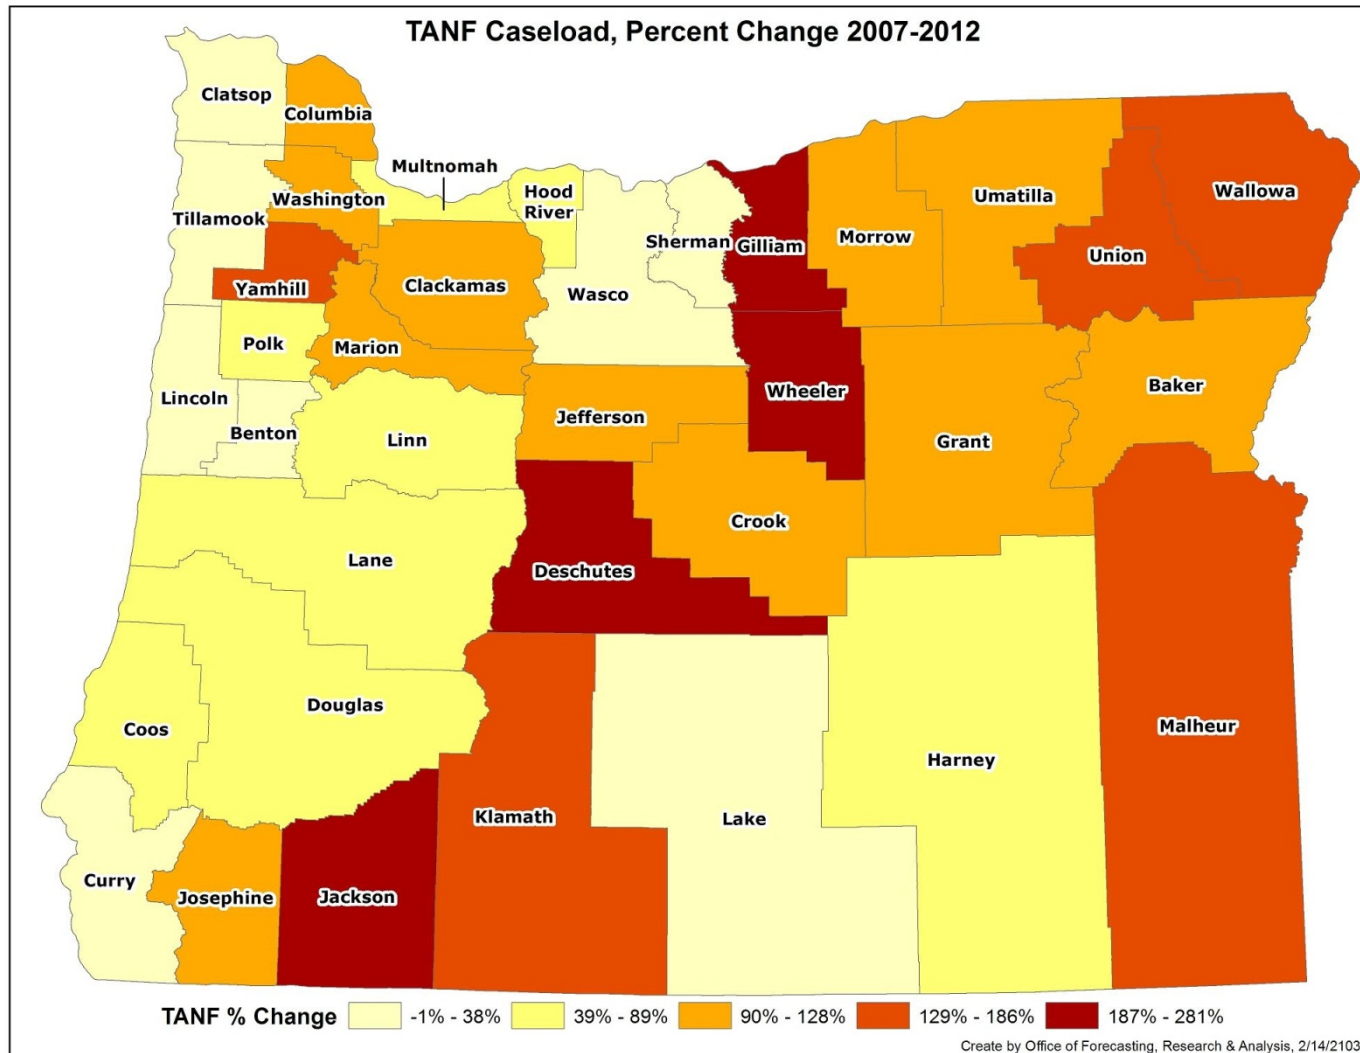 TANF Caseload, Percent Change 2007-2012
Clatsop
Columbia
Multnomah
Hood
River
Washington
Tillamook
Umatilla
Wallowa
Sherman
Gilliam
Morrow
Union
Yamhill
Clackamas
Wasco
Polk
Marion
Baker
Wheeler
Lincoln
Benton
Linn
Jefferson
Grant
Crook
Lane
Deschutes
Douglas
Coos
Malheur
Harney
Klamath
Lake
Curry
Josephine
Jackson
TANF % Change -1% - 38% 39% - 89% 90% - 128% 129% - 186% 187% - 281%
Create by Office of Forecasting, Research & Analysis, 2/14/2103